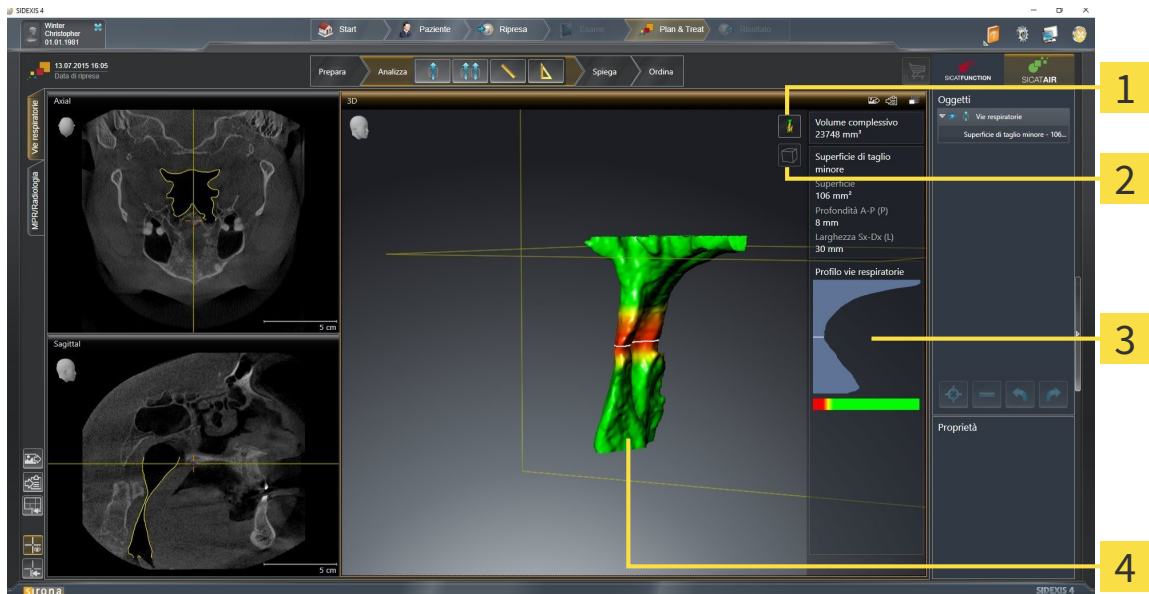 SIDEXIS 4
Winter
Christopher
01.01.1981
Start
Paziente
Ripresa
Esame
Plan & Treat
Risultato
13.07.2015 16:05
Data di ripresa
Prepara
Analizza
Spiega
Ordina
SICATFUNCTION
SICATAIR
Vie respiratorie
MPR/Radiologia
Axial
5 cm
Sagittal
5 cm
3D
Volume complessivo
23748 mm³
Superficie di taglio
minore
Superficie
106 mm²
Profondità A-P (P)
8 mm
Larghezza Sx-Dx (L)
30 mm
Profilo vie respiratorie
Oggetti
Vie respiratorie
Superficie di taglio minore - 106...
Proprietà
1
2
3
4
sirona
SIDEXIS 4